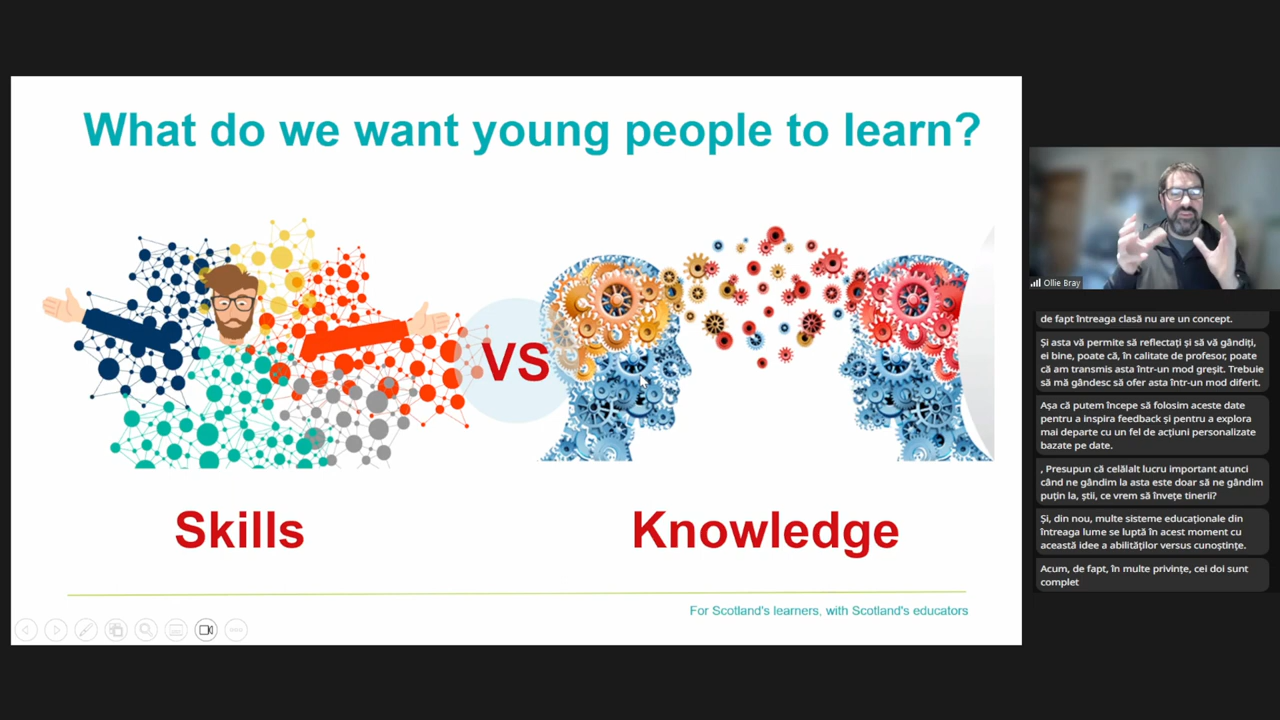 What do we want young people to learn?
VS
Skills
Knowledge
For Scotland's learners, with Scotland's educators
Ollie Bray
de fapt întreaga clasă nu are un concept.
Și asta vă permite să reflectați și să vă gândiți,
ei bine, poate că, în calitate de profesor, poate
că am transmis asta într-un mod greșit. Trebuie
să mă gândesc să ofer asta într-un mod diferit.
Așa că putem începe să folosim aceste date
pentru a inspira feedback și pentru a explora
mai departe cu un fel de acțiuni personalizate
bazate pe date.
, Presupun că celălalt lucru important atunci
când ne gândim la asta este doar să ne gândim
puțin la, știi, ce vrem să învețe tinerii?
Și, din nou, multe sisteme educaționale din
întreaga lume se luptă în acest moment cu
această idee a abilităților versus cunoștințe.
Acum, de fapt, în multe privințe, cei doi sunt
complet